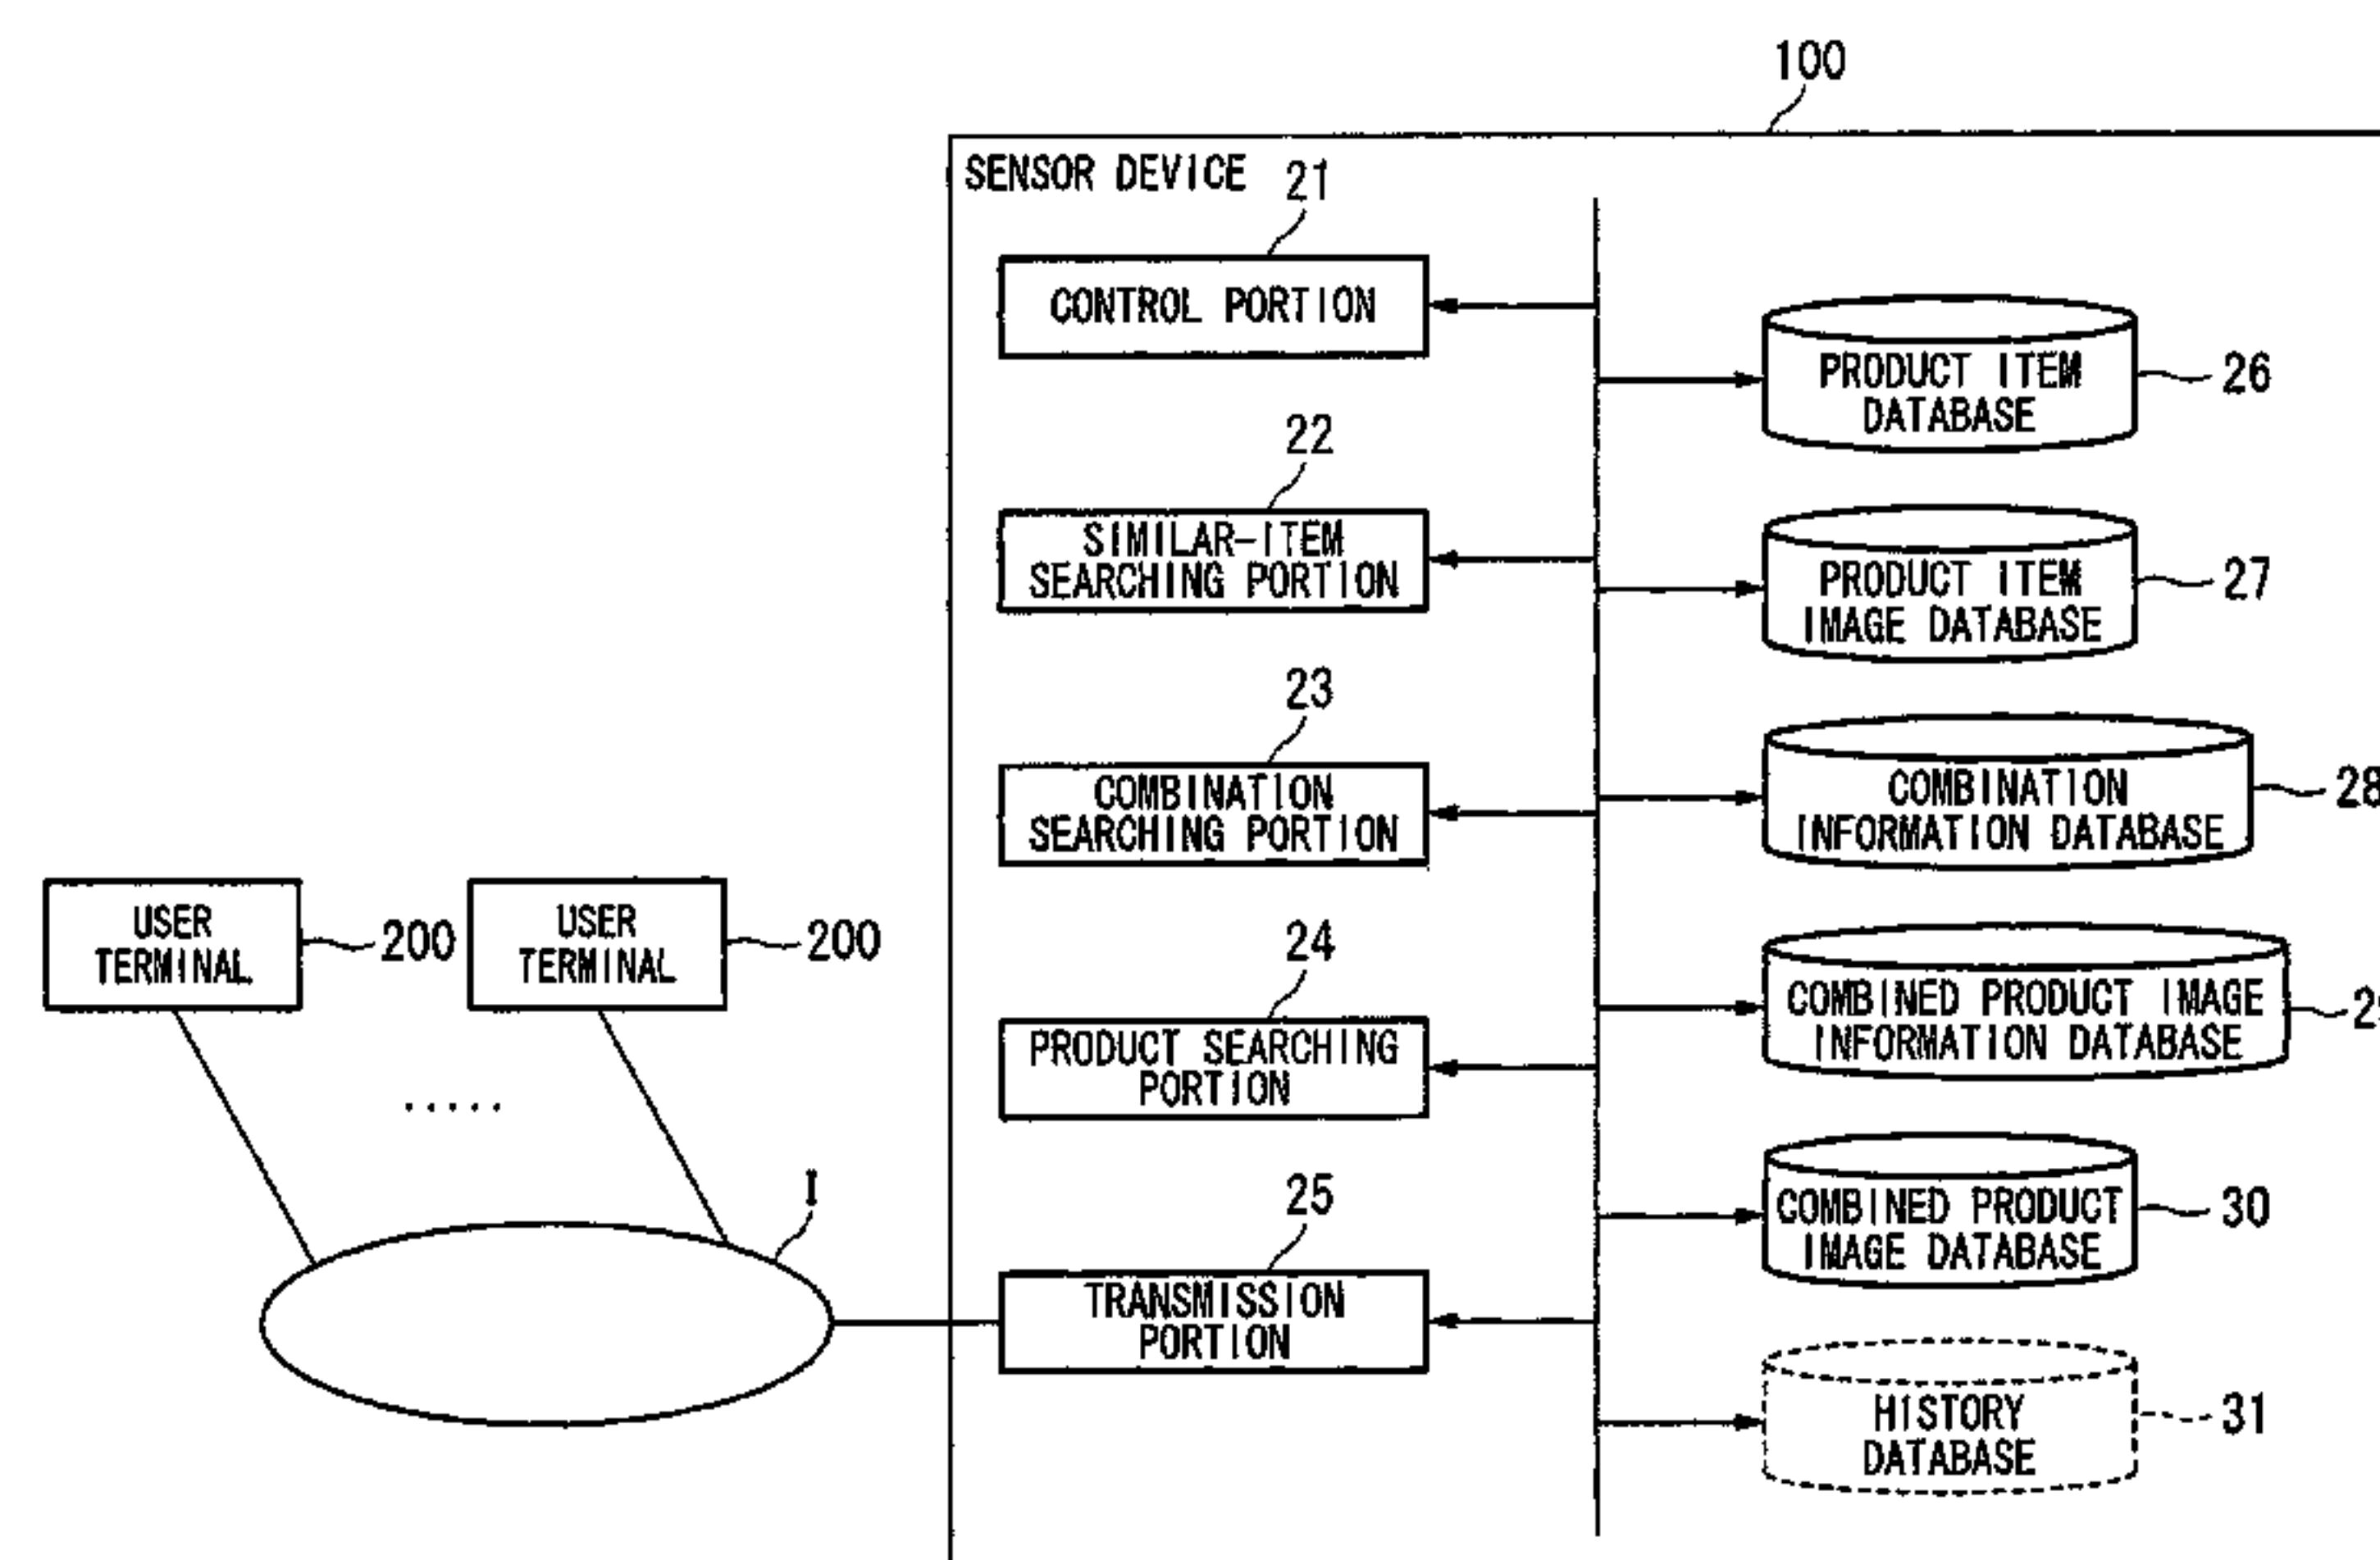 100
SENSOR DEVICE
21
CONTROL PORTION
PRODUCT ITEM
DATABASE
26
22
SIMILAR-ITEM
SEARCHING PORTION
PRODUCT ITEM
IMAGE DATABASE
27
23
COMBINATION
SEARCHING PORTION
COMBINATION
INFORMATION DATABASE
28
USER
TERMINAL
200
USER
TERMINAL
200
24
PRODUCT SEARCHING
PORTION
COMBINED PRODUCT IMAGE
INFORMATION DATABASE
.....
I
25
TRANSMISSION
PORTION
COMBINED PRODUCT
IMAGE DATABASE
30
HISTORY
DATABASE
31